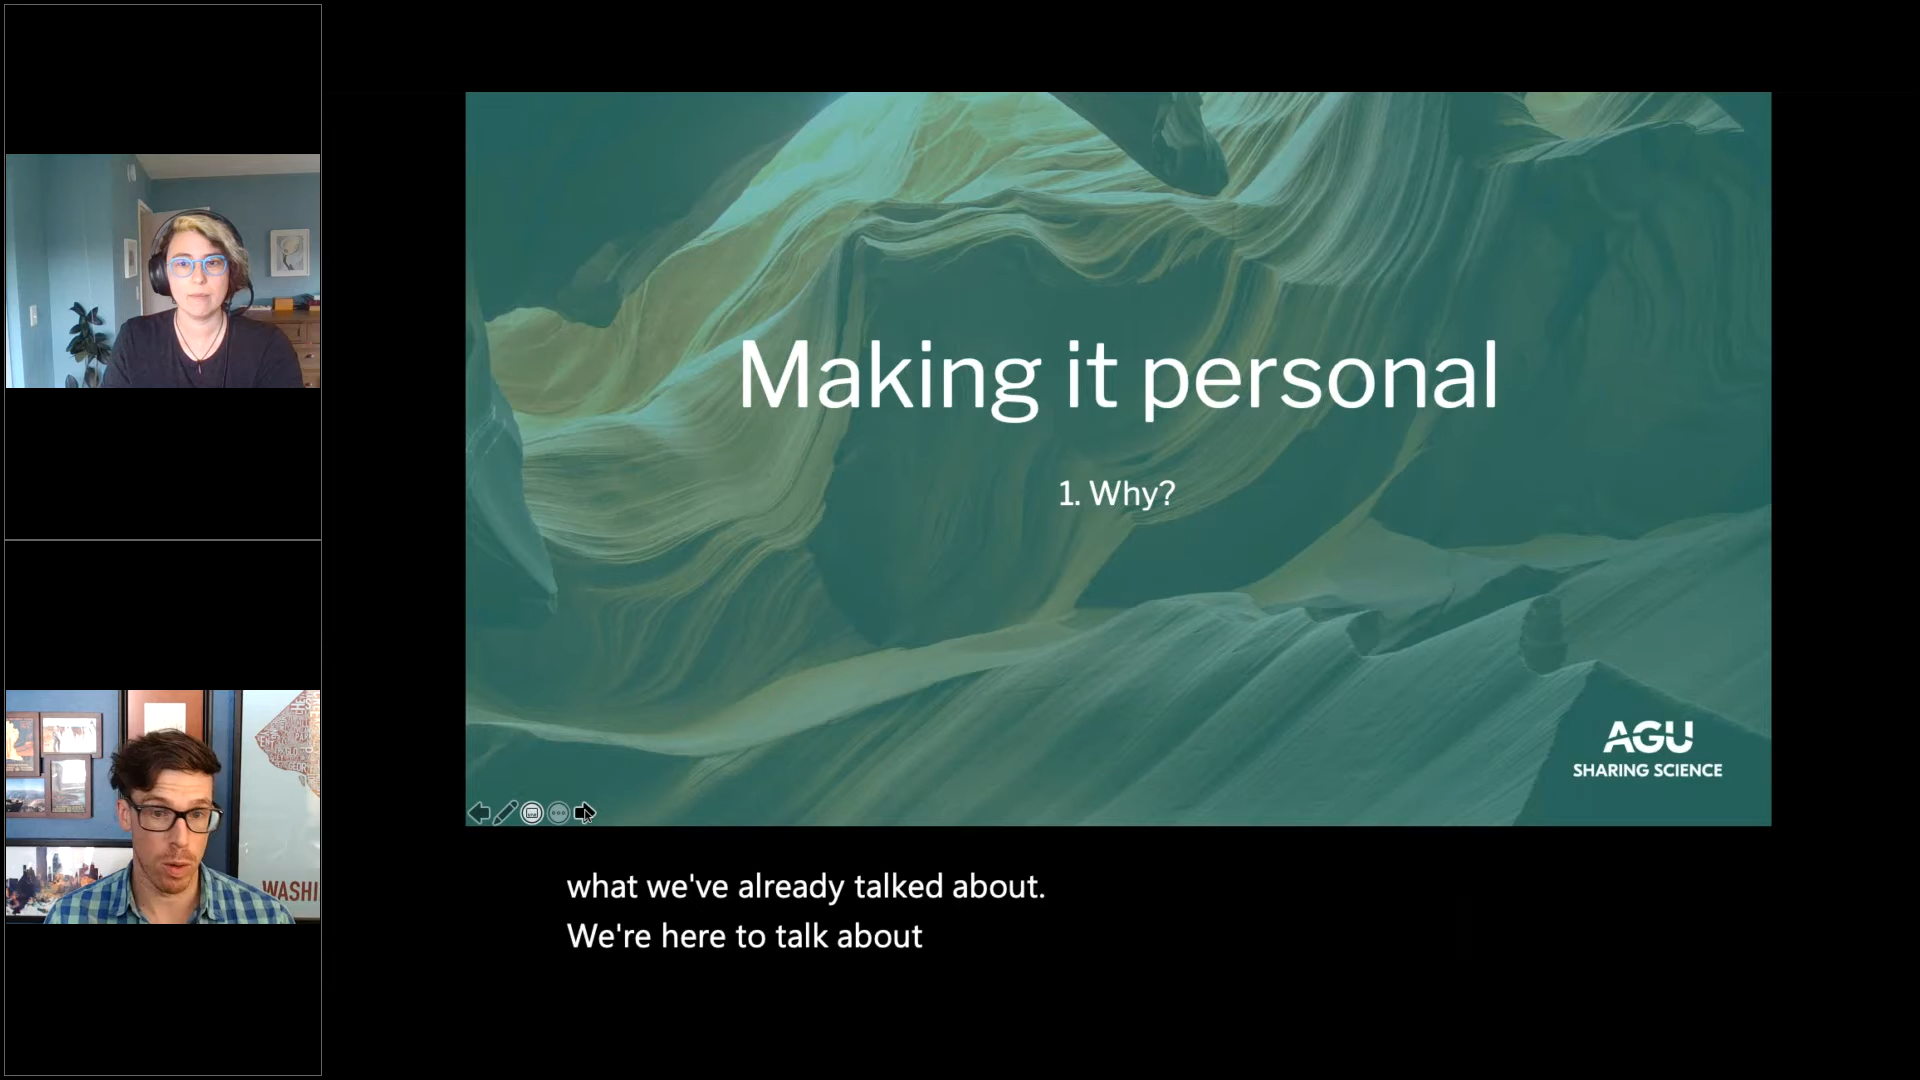 Making it personal
1. Why?
AGU
SHARING SCIENCE
WASHI
what we've already talked about.
We're here to talk about